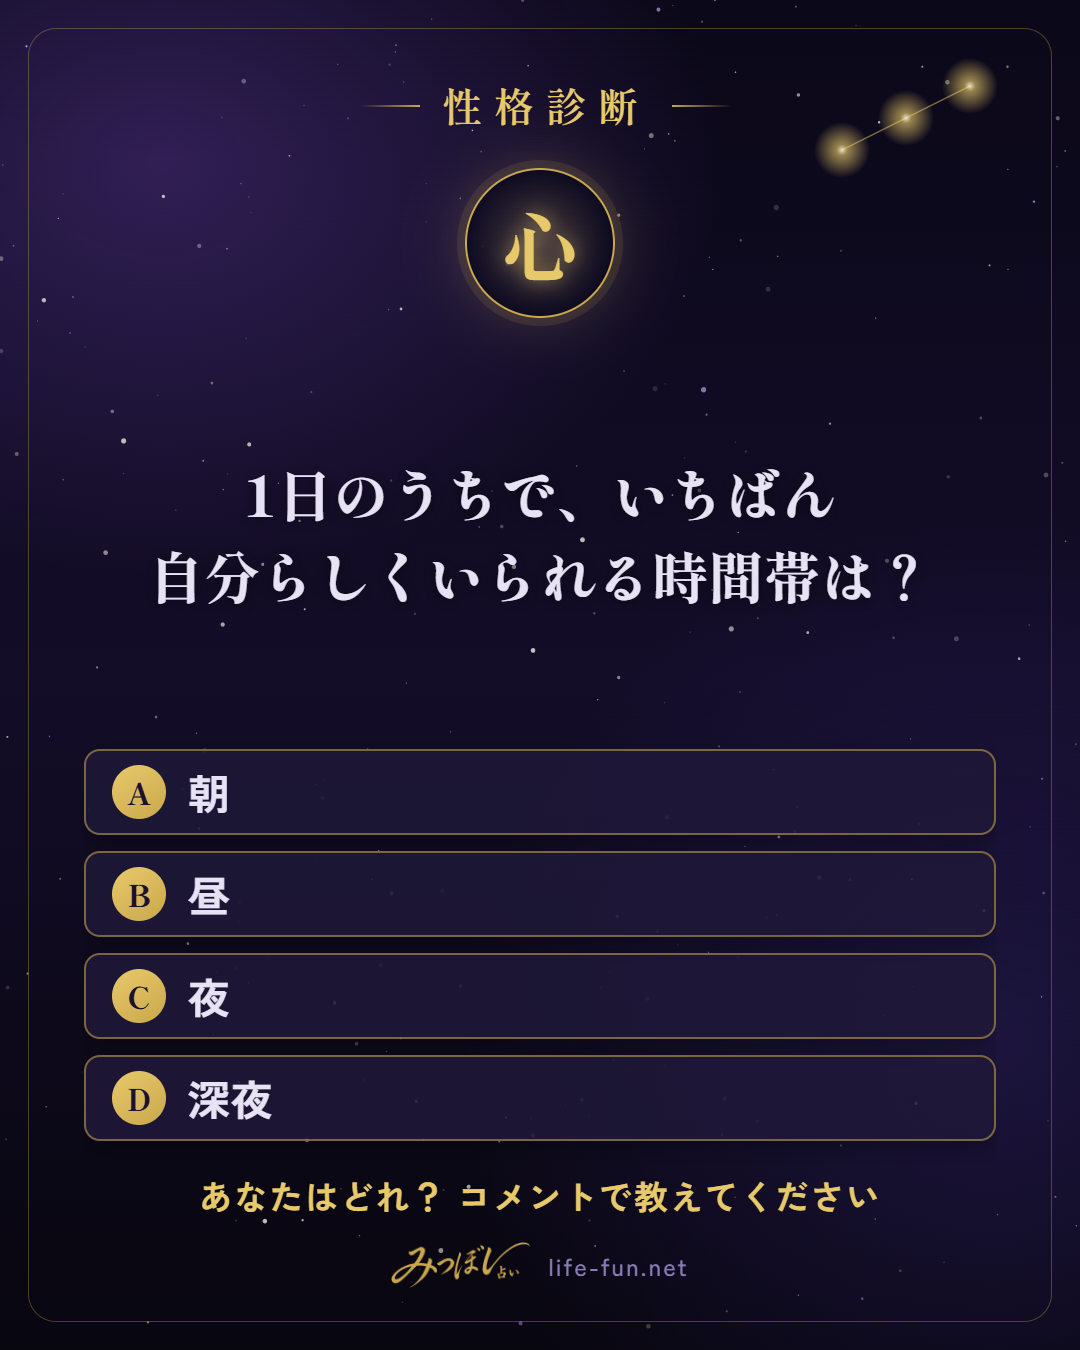 性格診断
心
1日のうちで、いちばん
自分らしくいられる時間帯は？
A 朝
B 昼
C 夜
D 深夜
あなたはどれ？ コメントで教えてください
みつぼし占い life-fun.net